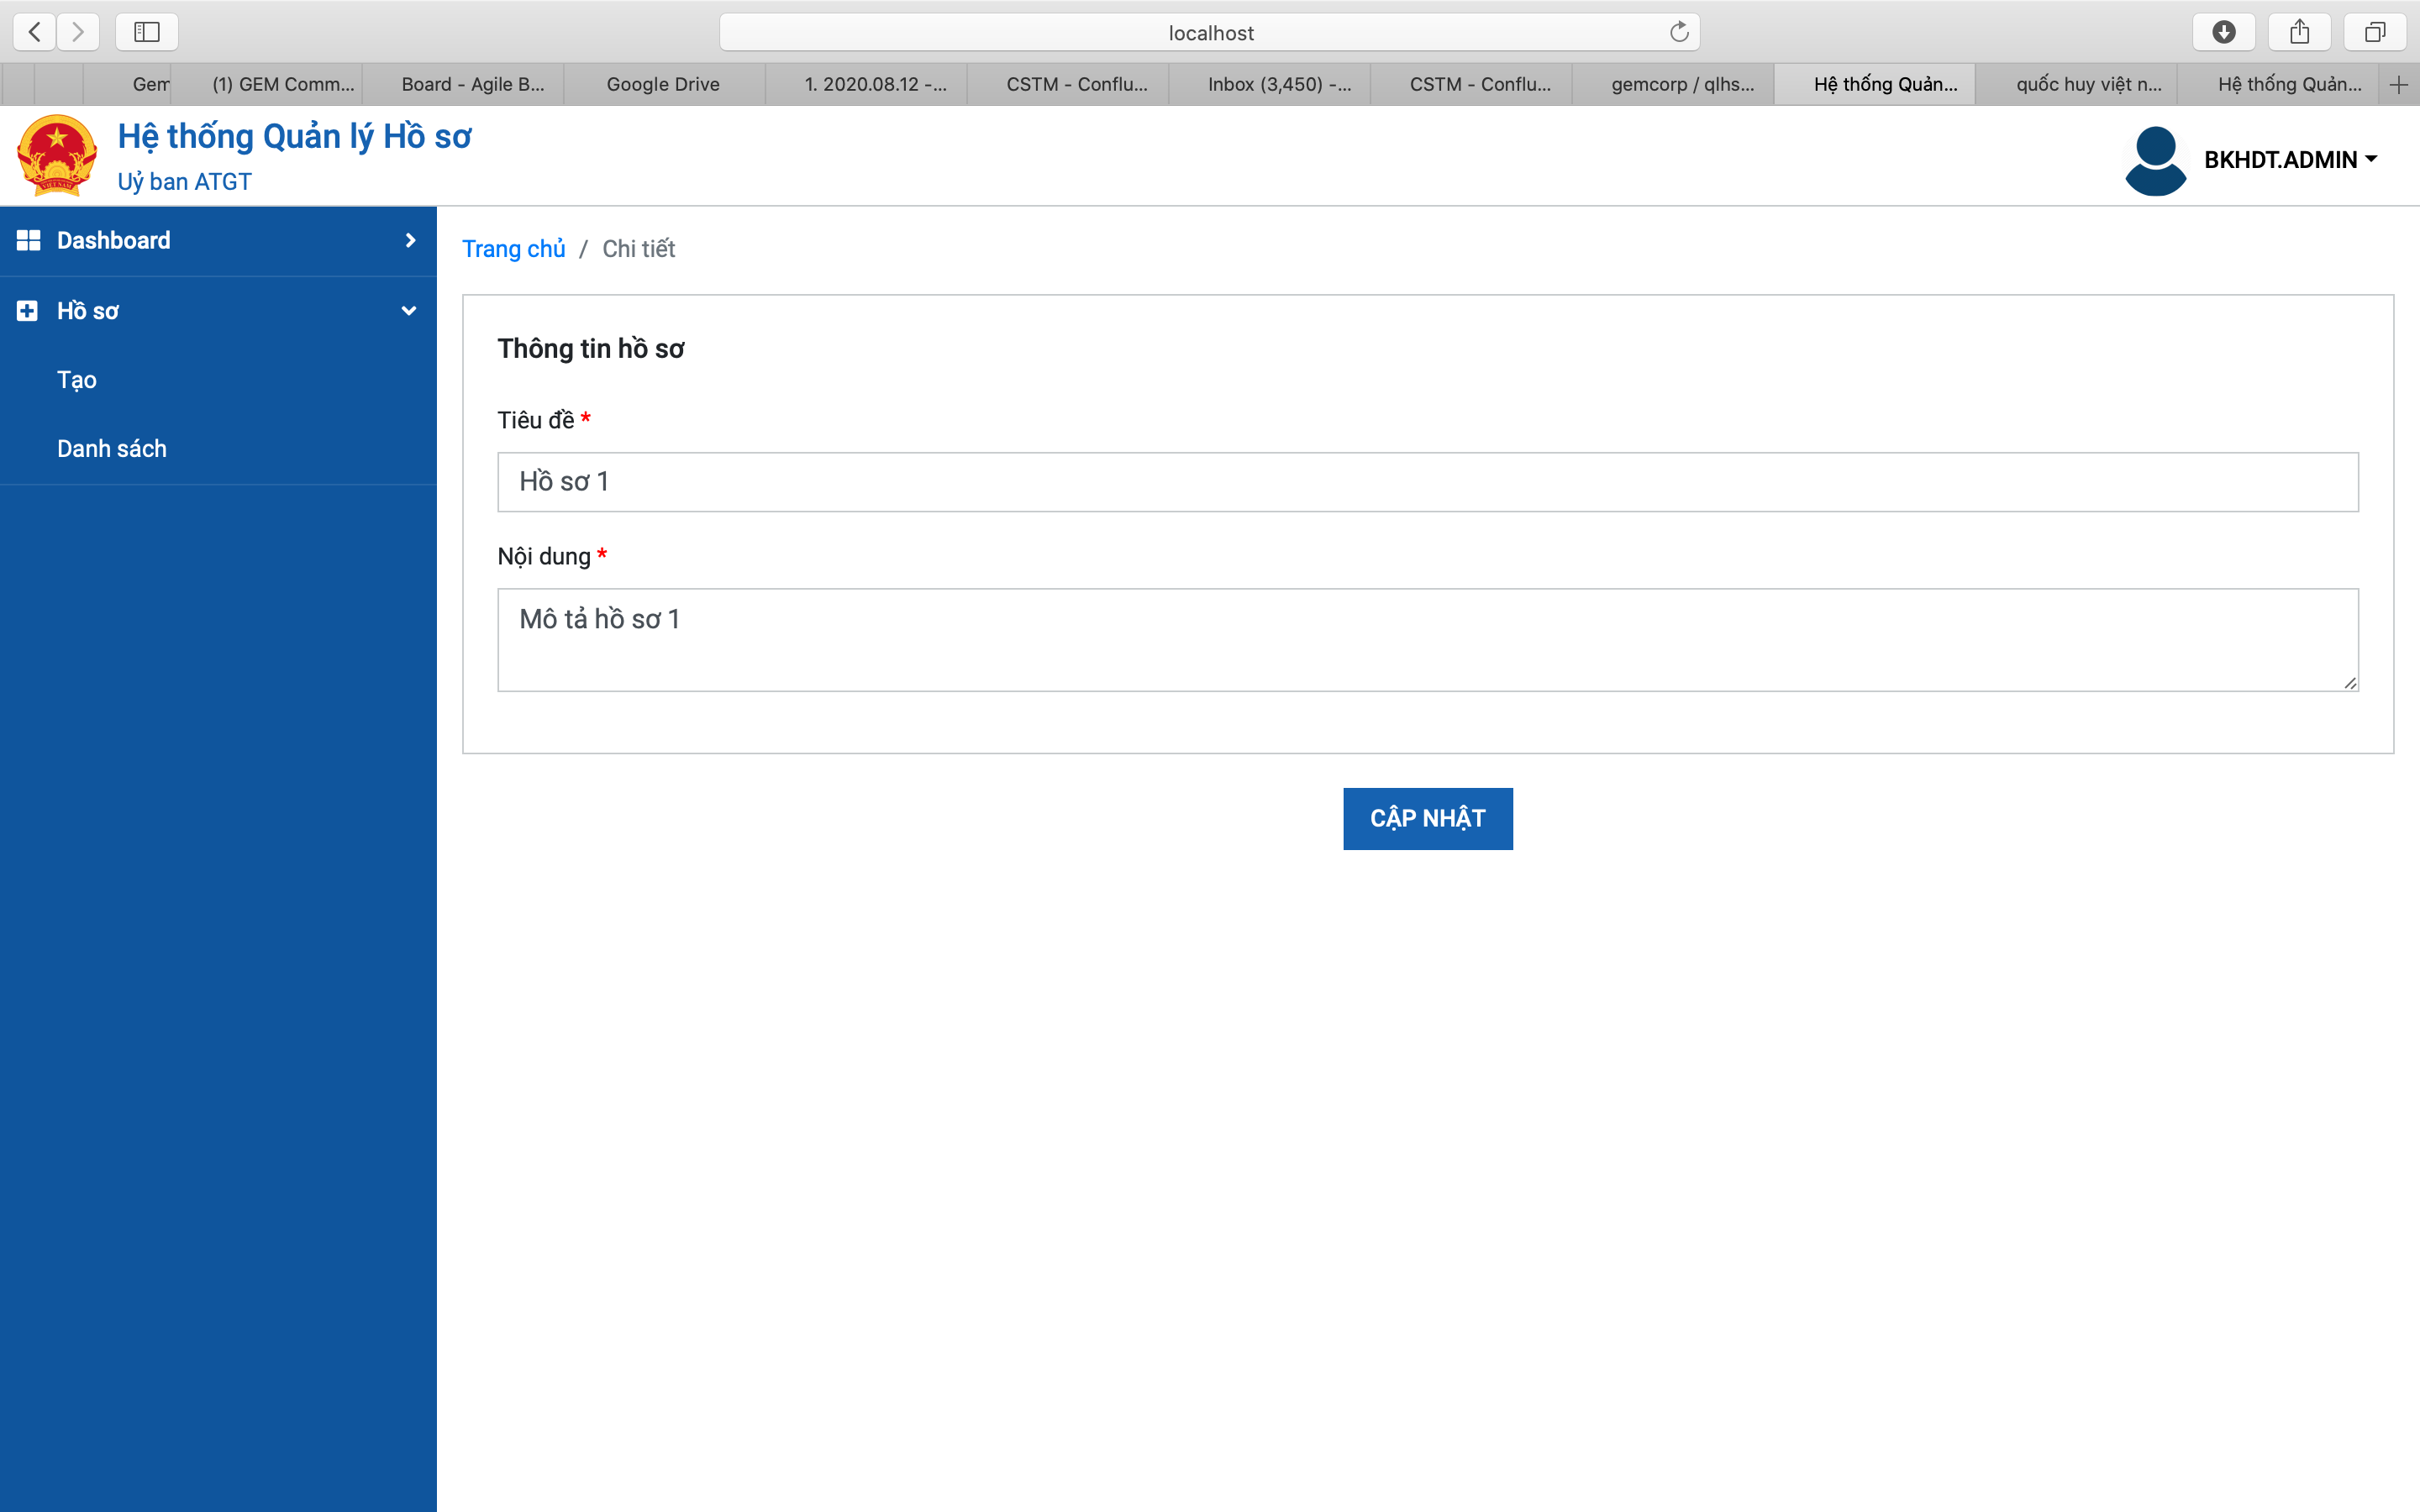 localhost
Gem
(1) GEM Comm...
Board - Agile B...
Google Drive
1. 2020.08.12 -...
CSTM - Conflu...
Inbox (3,450) -...
CSTM - Conflu...
gemcorp / qlhs...
Hệ thống Quản...
quốc huy việt n...
Hệ thống Quản...
Hệ thống Quản lý Hồ sơ
Uỷ ban ATGT
VIỆT NAM
BKHDT.ADMIN
Dashboard
Hồ sơ
Tạo
Danh sách
Trang chủ / Chi tiết
Thông tin hồ sơ
Tiêu đề *
Hồ sơ 1
Nội dung *
Mô tả hồ sơ 1
CẬP NHẬT